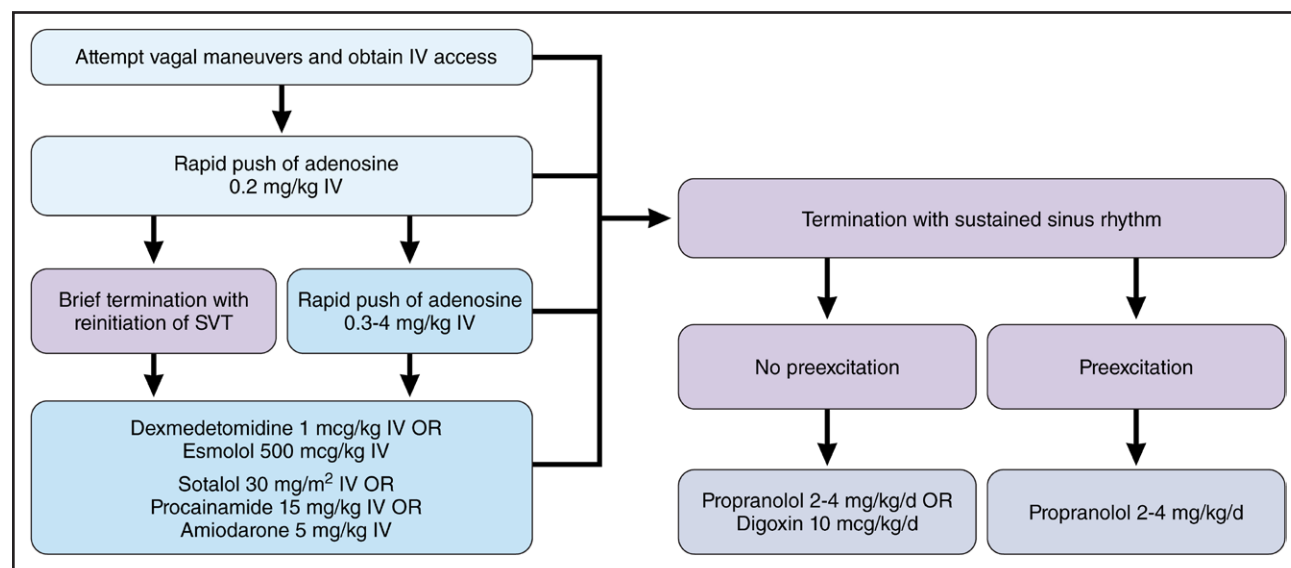 Attempt vagal maneuvers and obtain IV access
Rapid push of adenosine
0.2 mg/kg IV
Brief termination with
reinitiation of SVT
Rapid push of adenosine
0.3-4 mg/kg IV
Dexmedetomidine 1 mcg/kg IV OR
Esmolol 500 mcg/kg IV
Sotalol 30 mg/m² IV OR
Procainamide 15 mg/kg IV OR
Amiodarone 5 mg/kg IV
Termination with sustained sinus rhythm
No preexcitation
Preexcitation
Propranolol 2-4 mg/kg/d OR
Digoxin 10 mcg/kg/d
Propranolol 2-4 mg/kg/d